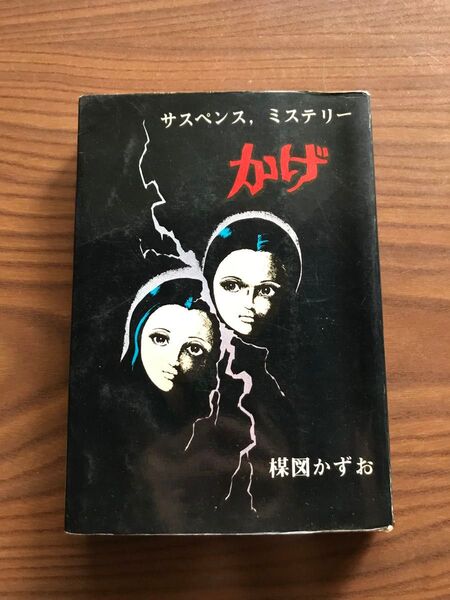 サスペンス，ミステリー
かげ
楳図かずお